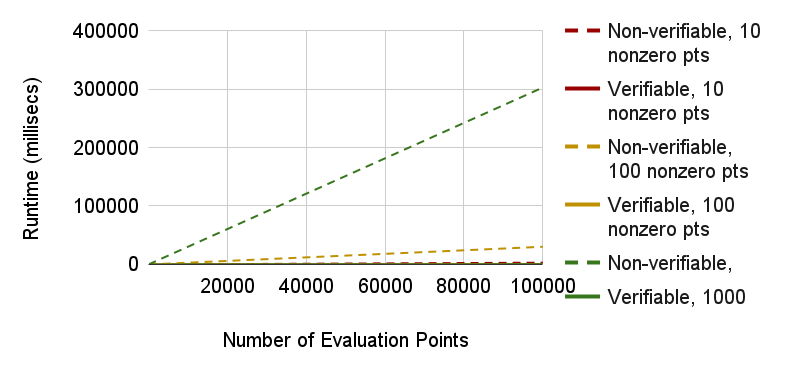 400000
300000
200000
100000
0
Runtime (millisecs)
20000
40000
60000
80000
100000
Number of Evaluation Points
Non-verifiable, 10
nonzero pts
Verifiable, 10
nonzero pts
Non-verifiable,
100 nonzero pts
Verifiable, 100
nonzero pts
Non-verifiable,
Verifiable, 1000